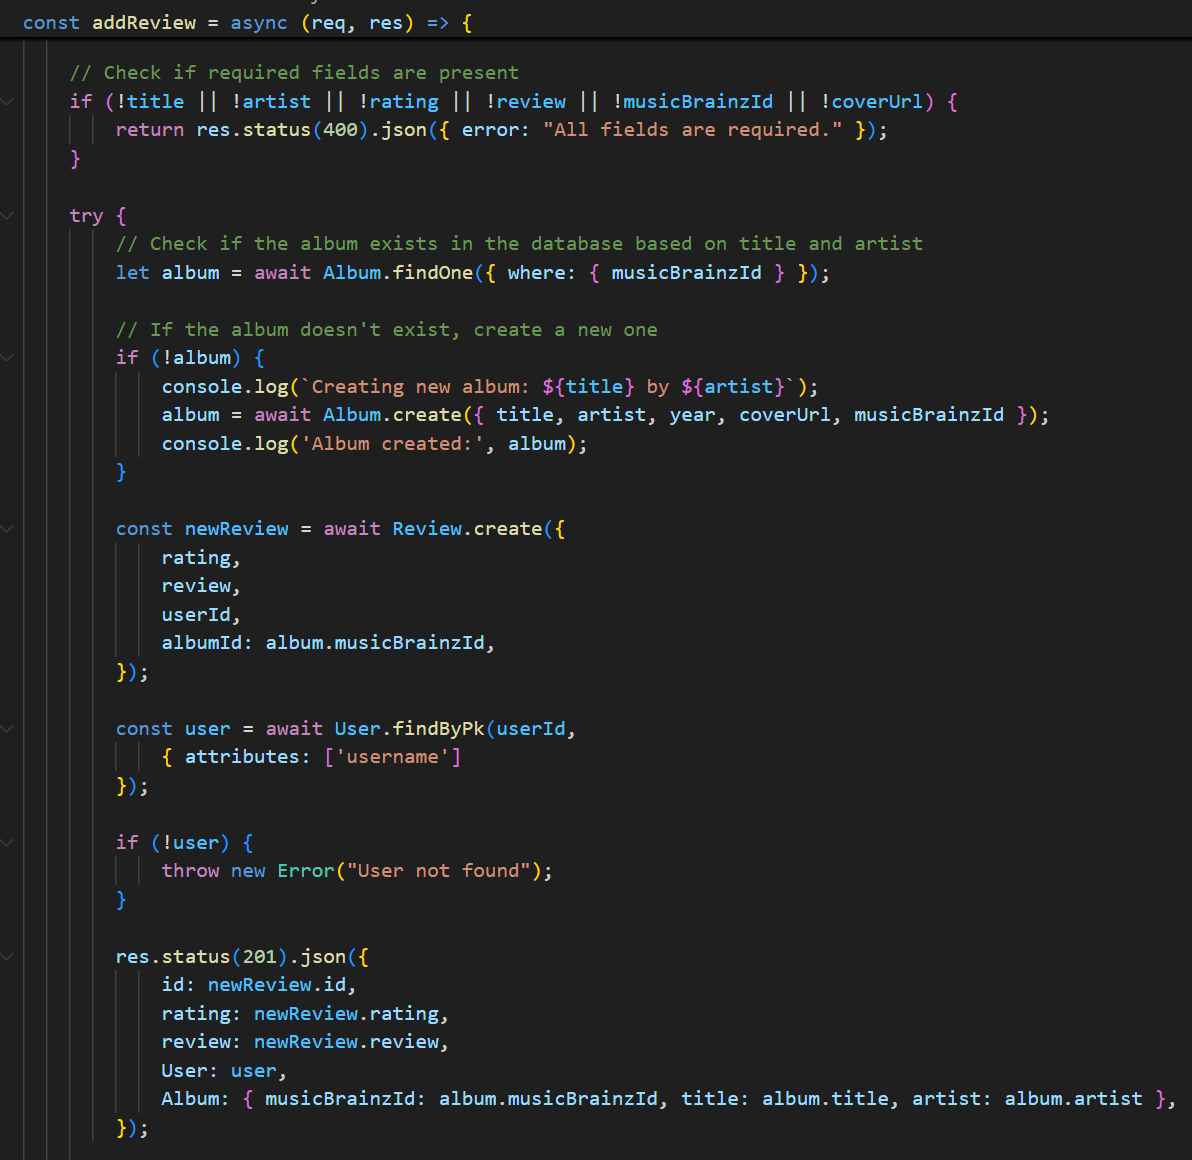 const addReview = async (req, res) => {
// Check if required fields are present
if (!title || !artist || !rating || !review || !musicBrainzId || !coverUrl) {
return res.status(400).json({ error: "All fields are required." });
}
try {
// Check if the album exists in the database based on title and artist
let album = await Album.findOne({ where: { musicBrainzId } });
// If the album doesn't exist, create a new one
if (!album) {
console.log(`Creating new album: ${title} by ${artist}`);
album = await Album.create({ title, artist, year, coverUrl, musicBrainzId });
console.log('Album created:', album);
}
const newReview = await Review.create({
rating,
review,
userId,
albumId: album.musicBrainzId,
});
const user = await User.findByPk(userId,
{ attributes: ['username']
});
if (!user) {
throw new Error("User not found");
}
res.status(201).json({
id: newReview.id,
rating: newReview.rating,
review: newReview.review,
User: user,
Album: { musicBrainzId: album.musicBrainzId, title: album.title, artist: album.artist },
});